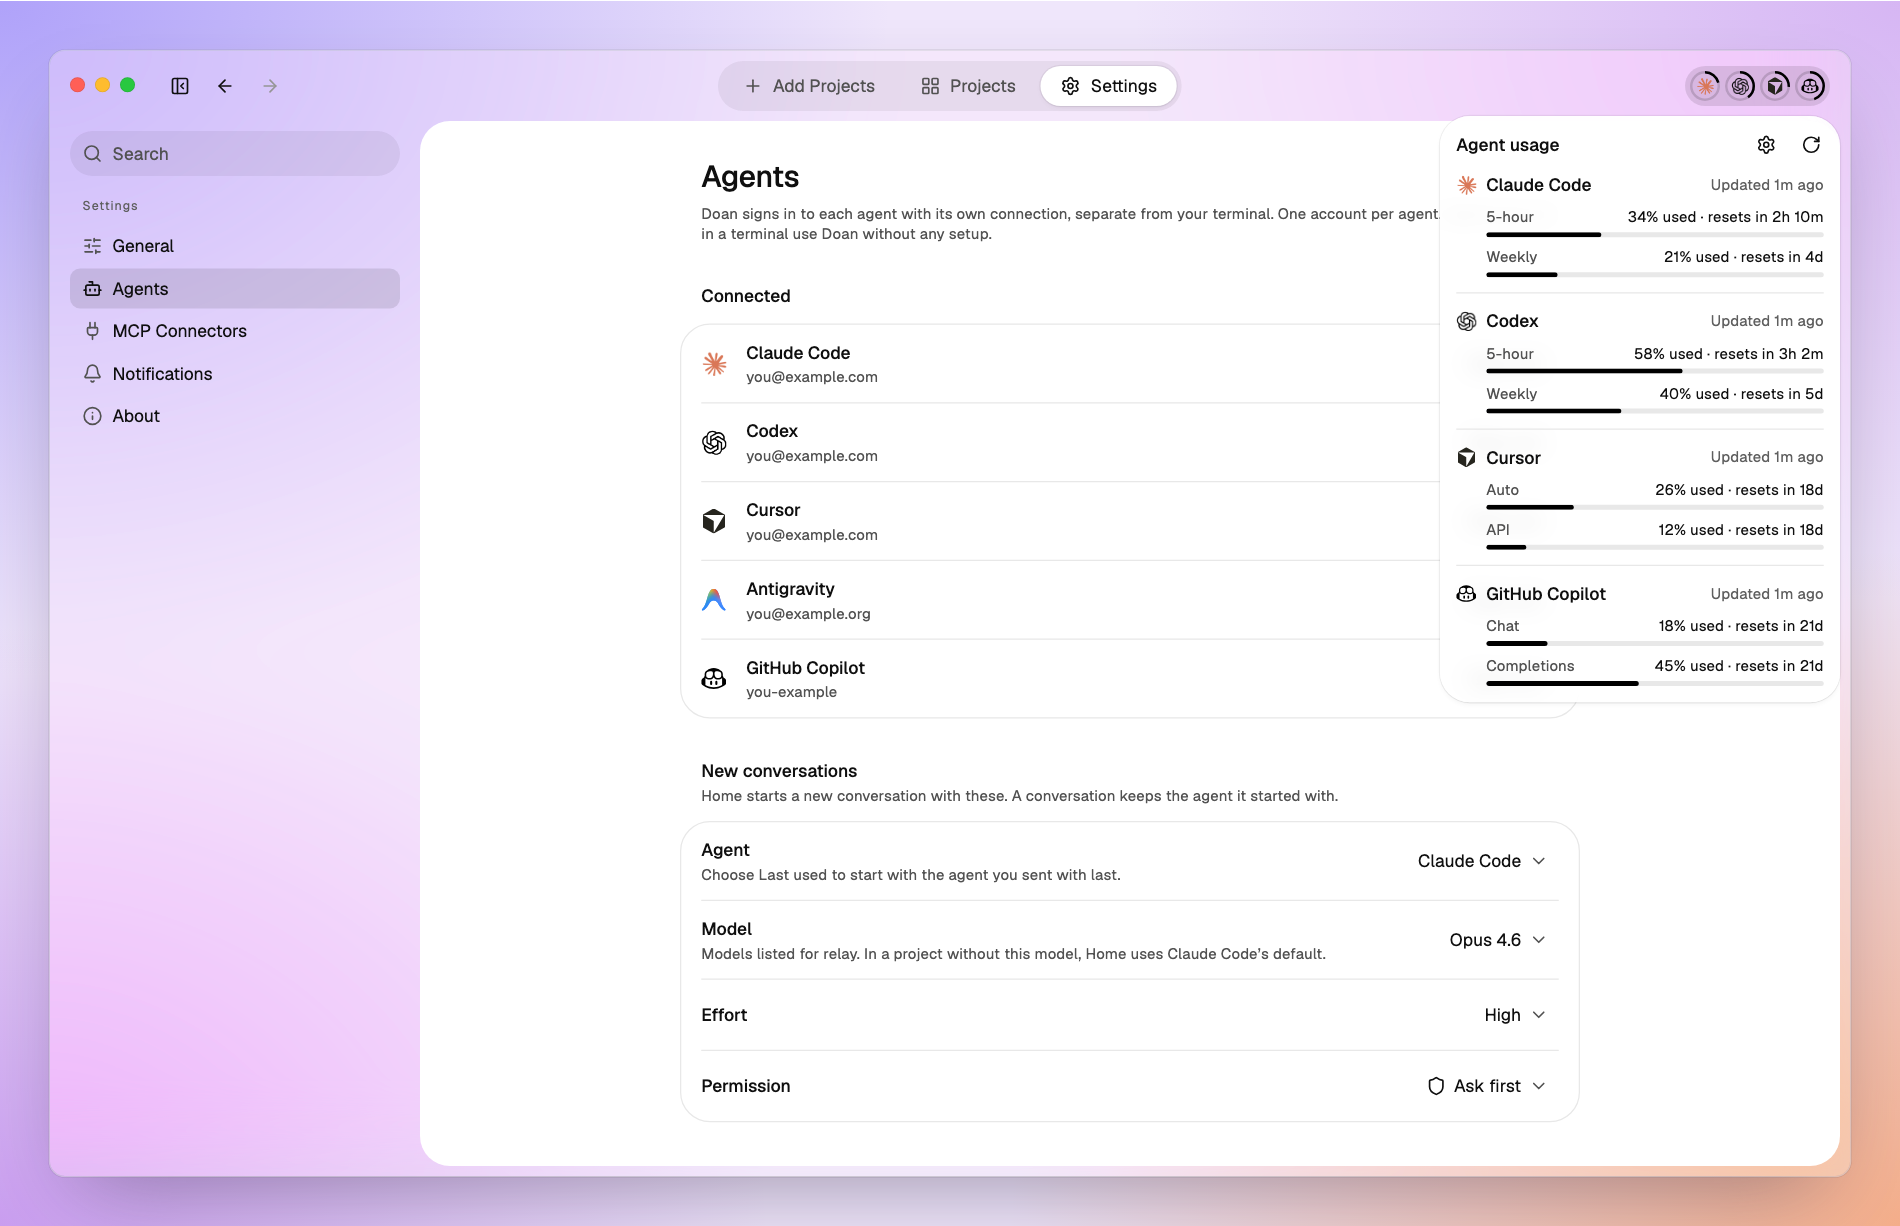 Add Projects
Projects
Settings
Search
Settings
General
Agents
MCP Connectors
Notifications
About
Agents
Doan signs in to each agent with its own connection, separate from your terminal. One account per agent.
in a terminal use Doan without any setup.
Connected
Claude Code
you@example.com
Codex
you@example.com
Cursor
you@example.com
Antigravity
you@example.org
GitHub Copilot
you-example
New conversations
Home starts a new conversation with these. A conversation keeps the agent it started with.
Agent
Choose Last used to start with the agent you sent with last.
Claude Code
Model
Models listed for relay. In a project without this model, Home uses Claude Code's default.
Opus 4.6
Effort
High
Permission
Ask first
Agent usage
Claude Code
Updated 1m ago
5-hour
34% used · resets in 2h 10m
Weekly
21% used · resets in 4d
Codex
Updated 1m ago
5-hour
58% used · resets in 3h 2m
Weekly
40% used · resets in 5d
Cursor
Updated 1m ago
Auto
26% used · resets in 18d
API
12% used · resets in 18d
GitHub Copilot
Updated 1m ago
Chat
18% used · resets in 21d
Completions
45% used · resets in 21d